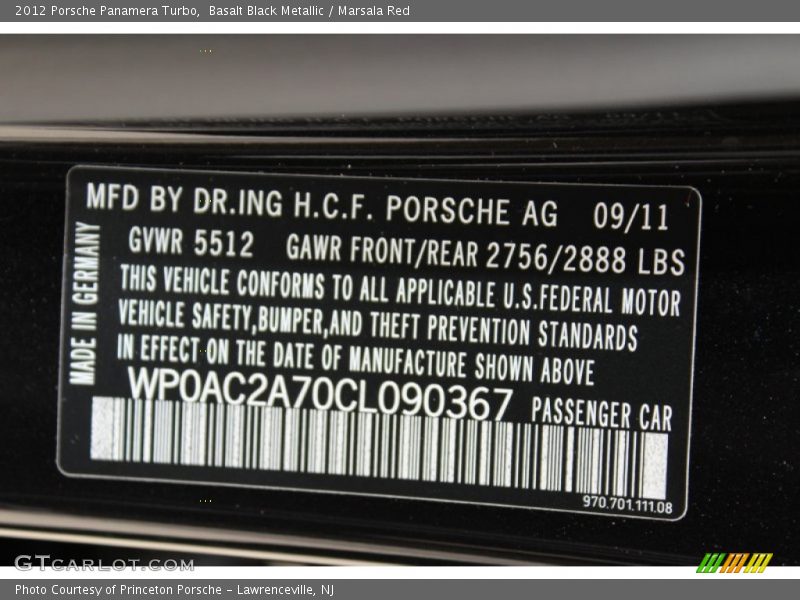 2012 Porsche Panamera Turbo, Basalt Black Metallic / Marsala Red
MFD BY DR.ING H.C.F. PORSCHE AG 09/11
GVWR 5512 GAWR FRONT/REAR 2756/2888 LBS
THIS VEHICLE CONFORMS TO ALL APPLICABLE U.S.FEDERAL MOTOR
VEHICLE SAFETY,BUMPER,AND THEFT PREVENTION STANDARDS
IN EFFECT ON THE DATE OF MANUFACTURE SHOWN ABOVE
MADE IN GERMANY
WP0AC2A70CL090367 PASSENGER CAR
970.701.111.08
GTCARLOT.COM
Photo Courtesy of Princeton Porsche - Lawrenceville, NJ